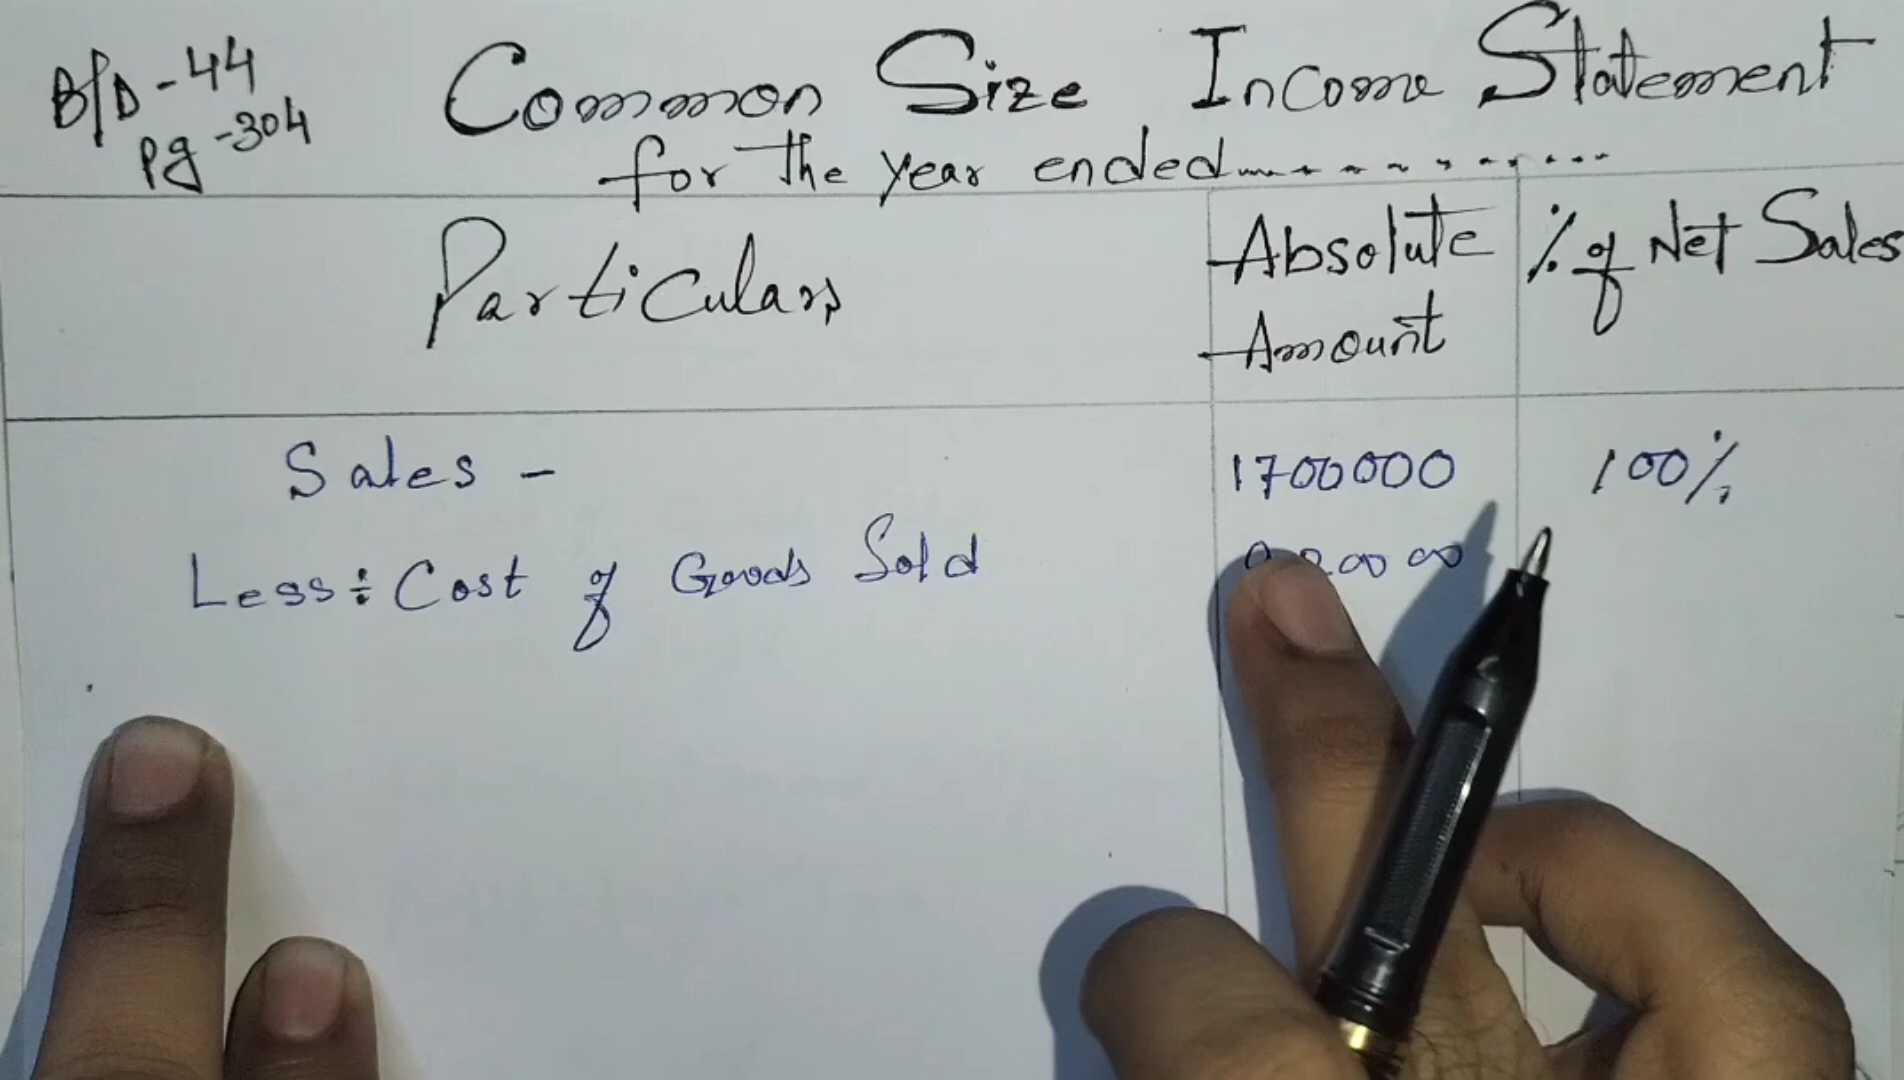 B/D-44
Pg-304
Common Size Income Statement
for the year ended...........
Particulars
Absolute Amount
% of Net Sales
Sales - 1700000 100%
Less: Cost of Goods Sold